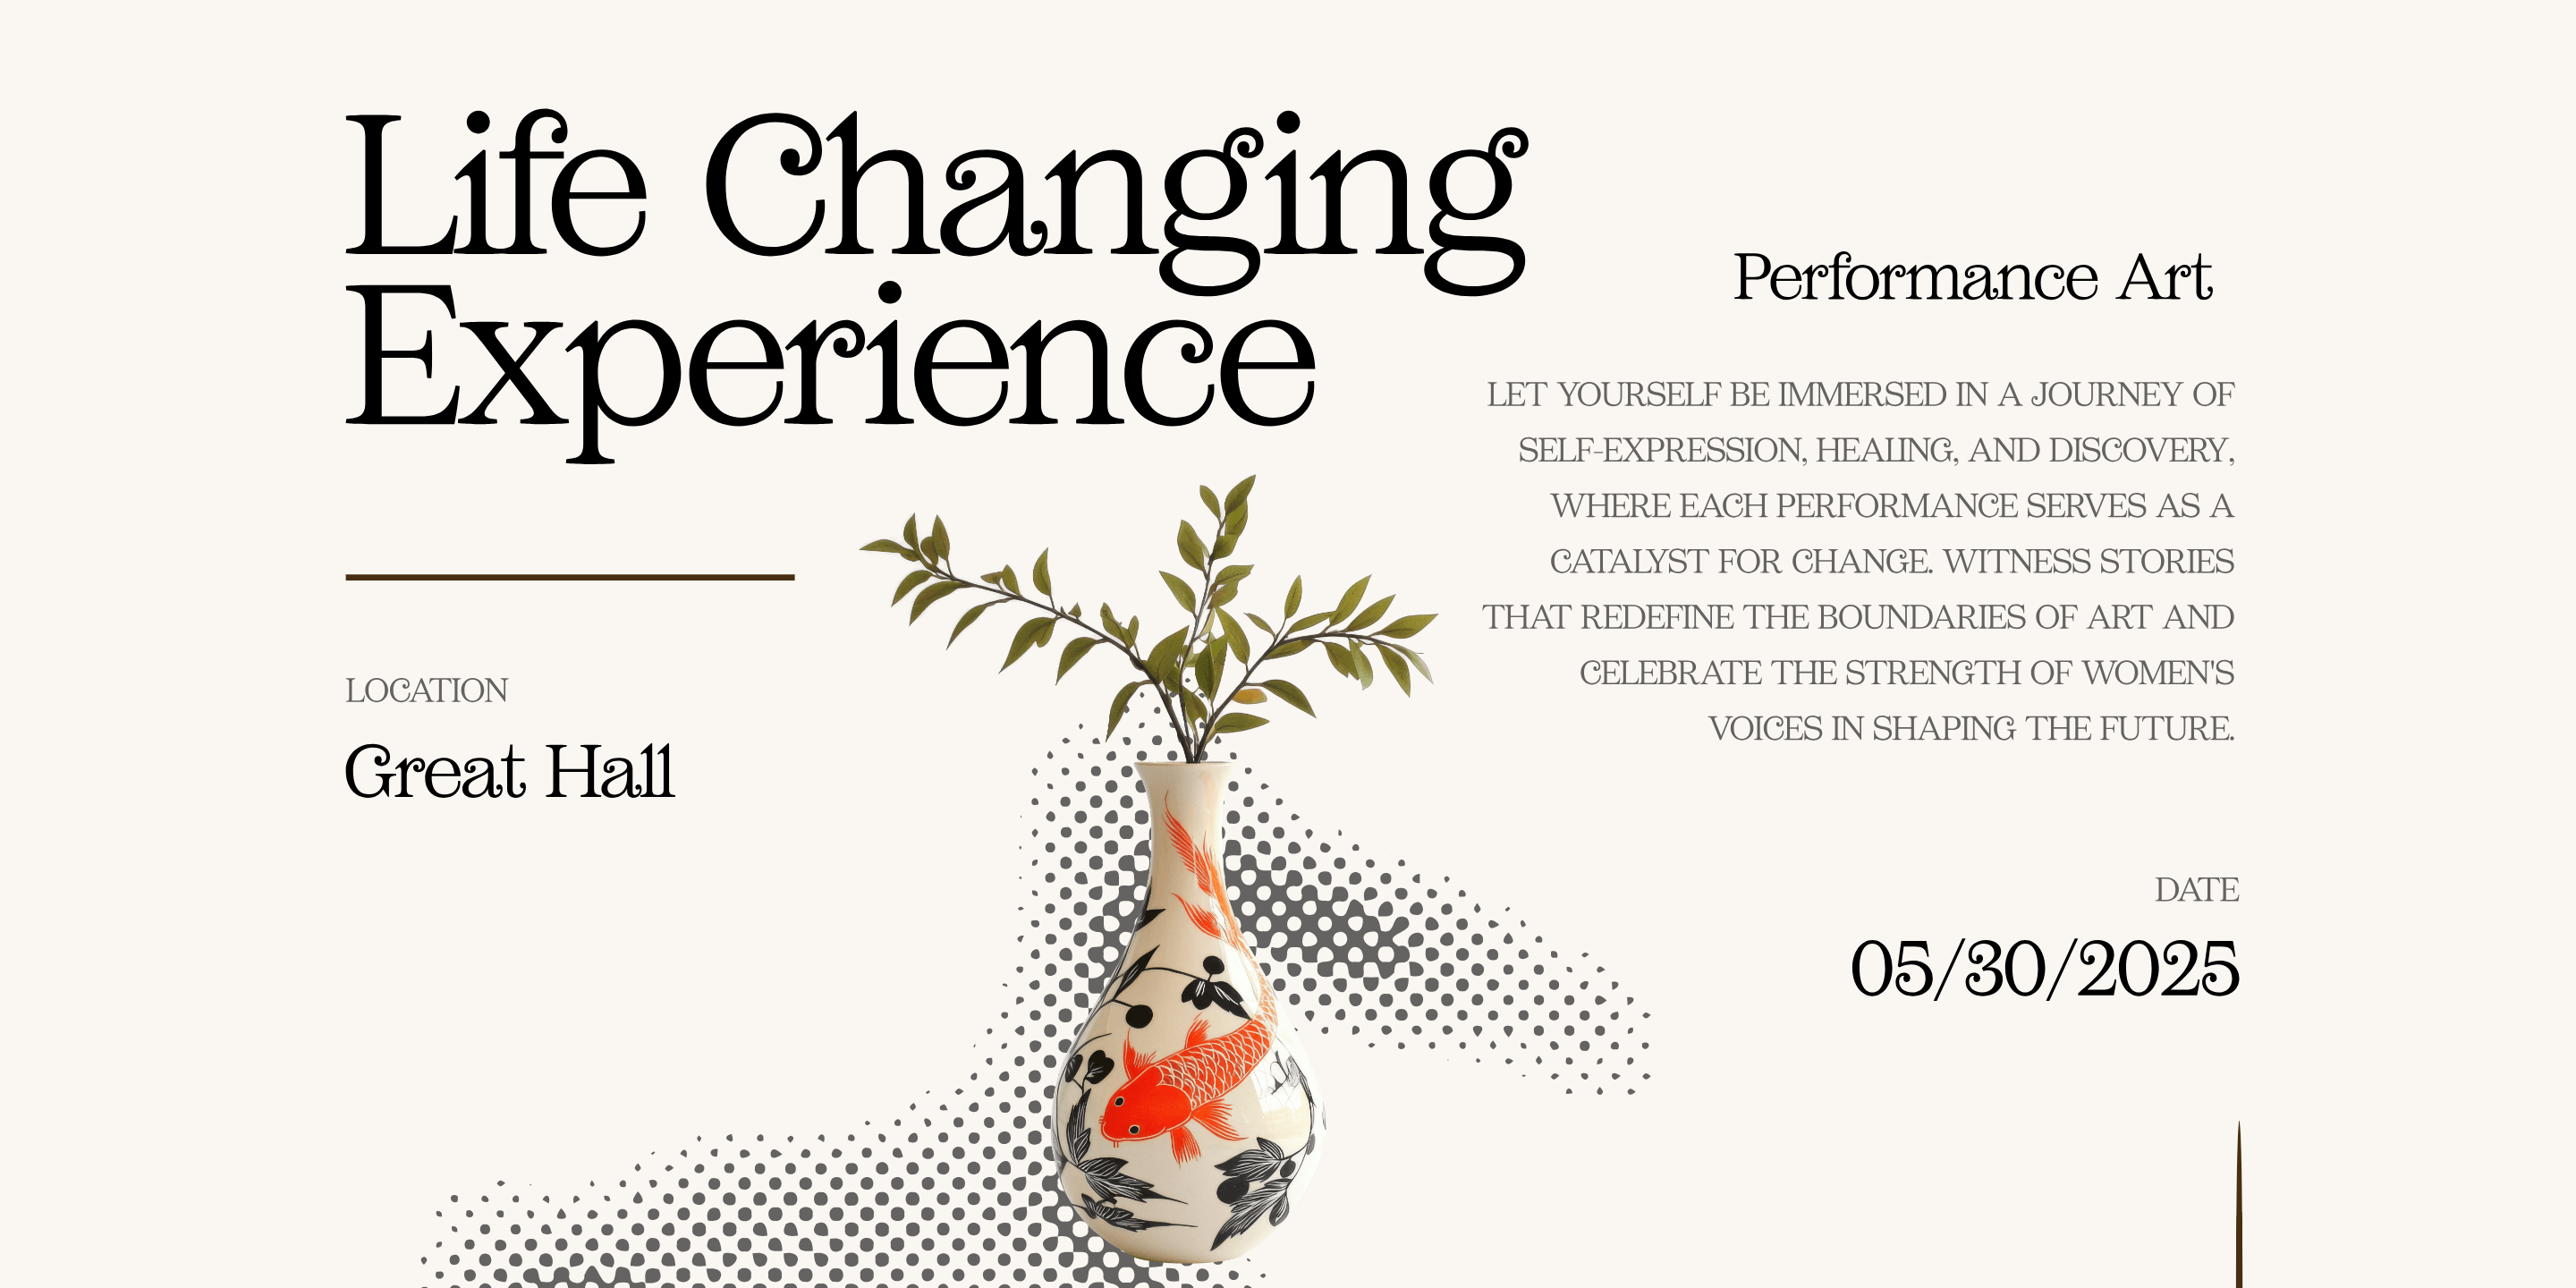 Life Changing
Experience
Performance Art
LET YOURSELF BE IMMERSED IN A JOURNEY OF
SELF-EXPRESSION, HEALING, AND DISCOVERY,
WHERE EACH PERFORMANCE SERVES AS A
CATALYST FOR CHANGE. WITNESS STORIES
THAT REDEFINE THE BOUNDARIES OF ART AND
CELEBRATE THE STRENGTH OF WOMEN'S
VOICES IN SHAPING THE FUTURE.
LOCATION
Great Hall
DATE
05/30/2025